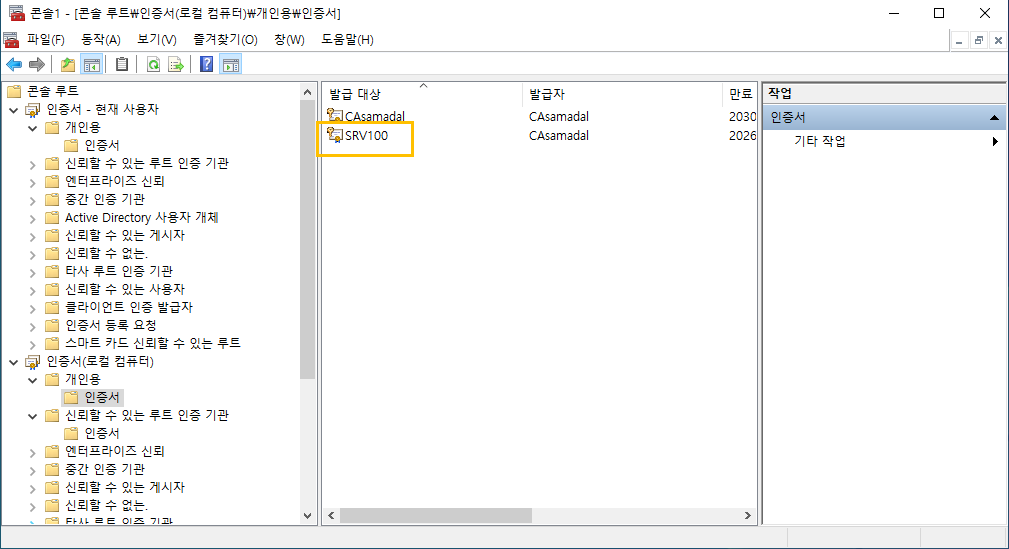 콘솔1 - [콘솔 루트₩인증서(로컬 컴퓨터)₩개인용₩인증서]
파일(F) 동작(A) 보기(V) 즐겨찾기(O) 창(W) 도움말(H)
콘솔 루트
인증서 - 현재 사용자
개인용
인증서
신뢰할 수 있는 루트 인증 기관
엔터프라이즈 신뢰
중간 인증 기관
Active Directory 사용자 개체
신뢰할 수 있는 게시자
신뢰할 수 없는.
타사 루트 인증 기관
신뢰할 수 있는 사용자
클라이언트 인증 발급자
인증서 등록 요청
스마트 카드 신뢰할 수 있는 루트
인증서(로컬 컴퓨터)
개인용
인증서
신뢰할 수 있는 루트 인증 기관
인증서
엔터프라이즈 신뢰
중간 인증 기관
신뢰할 수 있는 게시자
신뢰할 수 없는.
타사 루트 인증 기관
발급 대상 발급자 만료
CAsamadal CAsamadal 2030
SRV100 CAsamadal 2026
작업
인증서
기타 작업